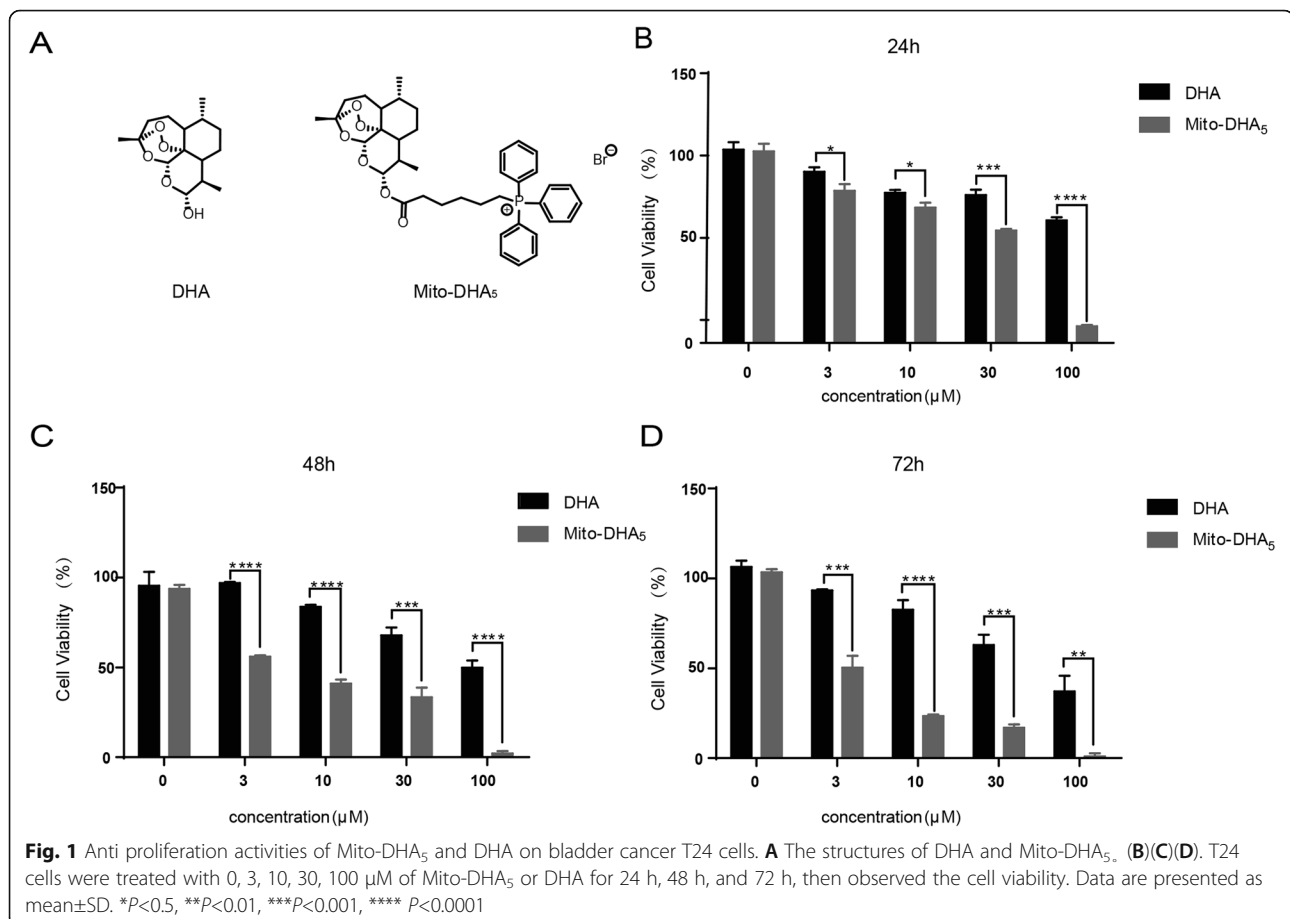 A
O
O
O
O
O
OH
DHA
O
O
O
O
O
O
O
P
⊕
Br⊖
Mito-DHA₅
B
24h
Cell Viability (%)
150
100
50
0
*
*
***
****
0 3 10 30 100
concentration (μM)
DHA
Mito-DHA₅
C
48h
Cell Viability (%)
150
100
50
0
****
****
***
****
0 3 10 30 100
concentration (μM)
DHA
Mito-DHA₅
D
72h
Cell Viability (%)
150
100
50
0
***
****
***
**
0 3 10 30 100
concentration (μM)
DHA
Mito-DHA₅
Fig. 1 Anti proliferation activities of Mito-DHA₅ and DHA on bladder cancer T24 cells. A The structures of DHA and Mito-DHA₅。 (B)(C)(D). T24
cells were treated with 0, 3, 10, 30, 100 μM of Mito-DHA₅ or DHA for 24 h, 48 h, and 72 h, then observed the cell viability. Data are presented as
mean±SD. *P<0.5, **P<0.01, ***P<0.001, **** P<0.0001